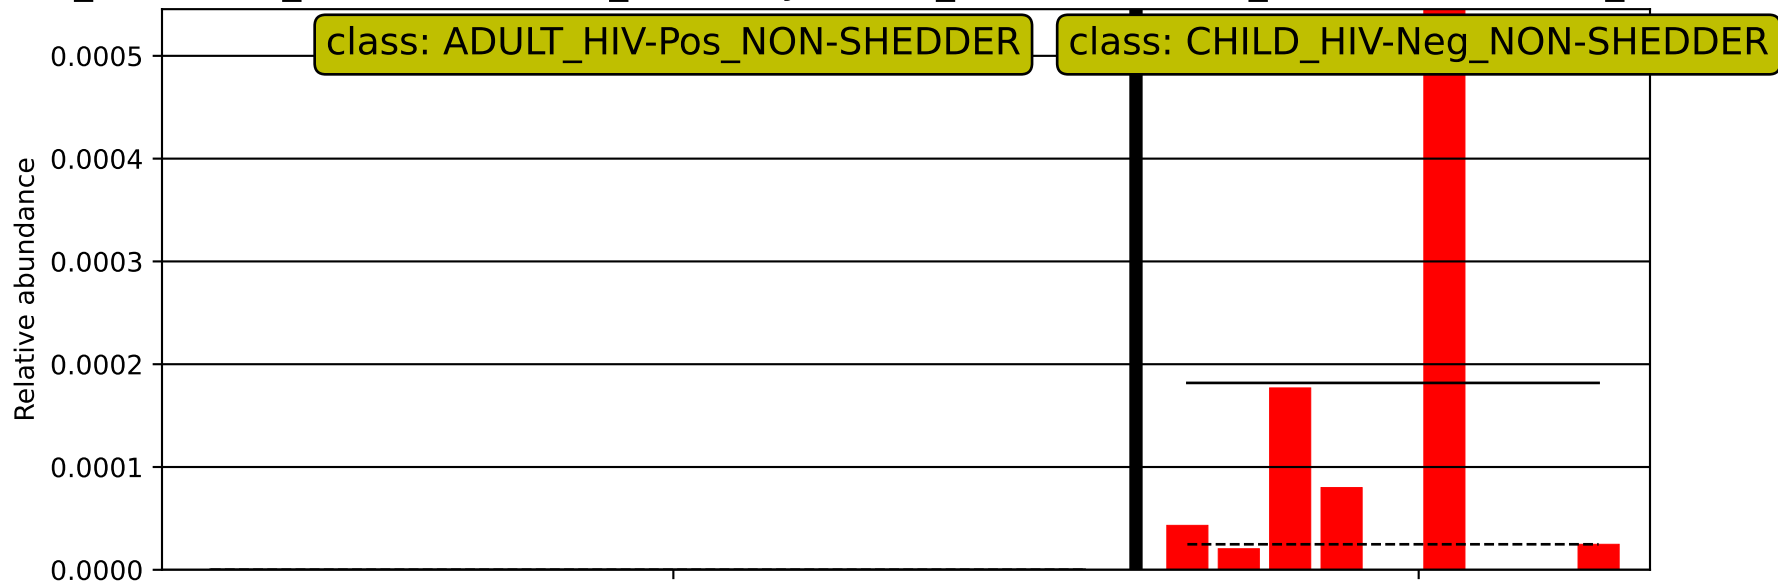 class: ADULT_HIV-Pos_NON-SHEDDER
class: CHILD_HIV-Neg_NON-SHEDDER
Relative abundance
0.0005
0.0004
0.0003
0.0002
0.0001
0.0000